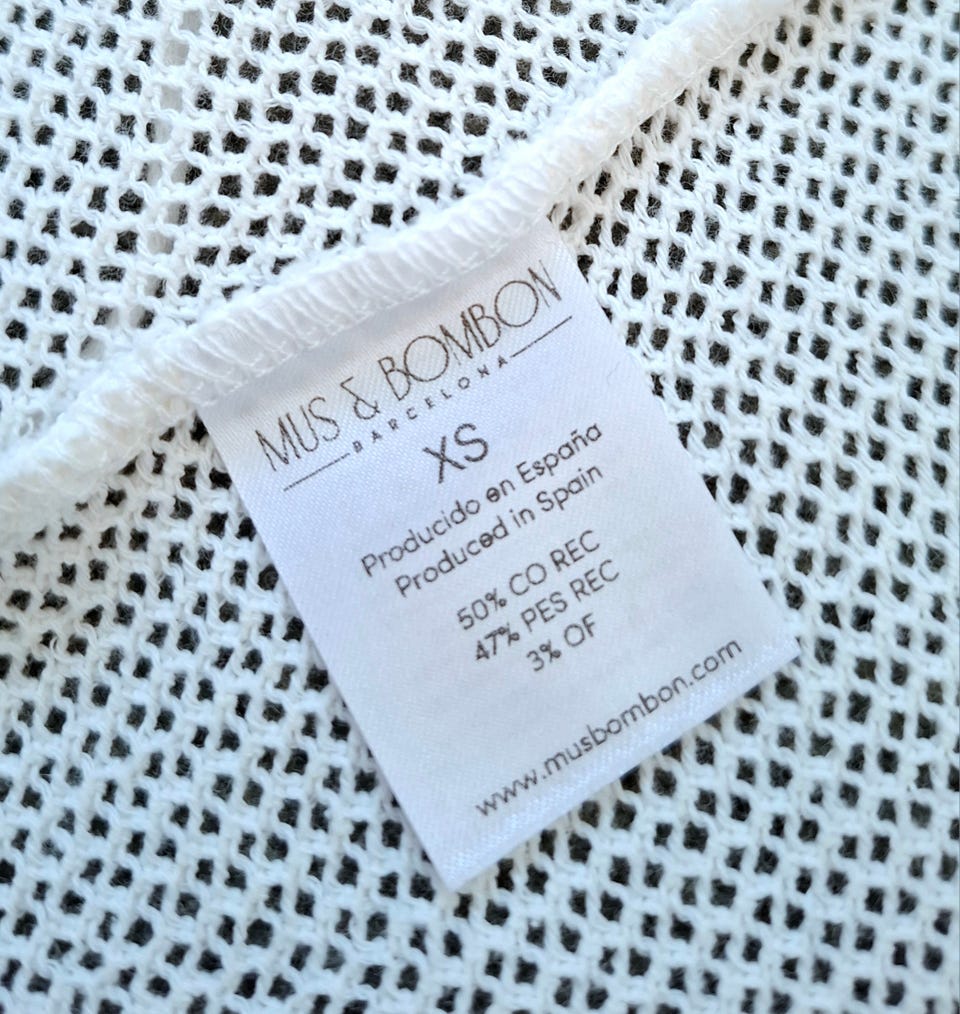 MUS & BOMBON
BARCELONA
XS
Producido en España
Produced in Spain
50% CO REC
47% PES REC
3% OF
www.musbombon.com